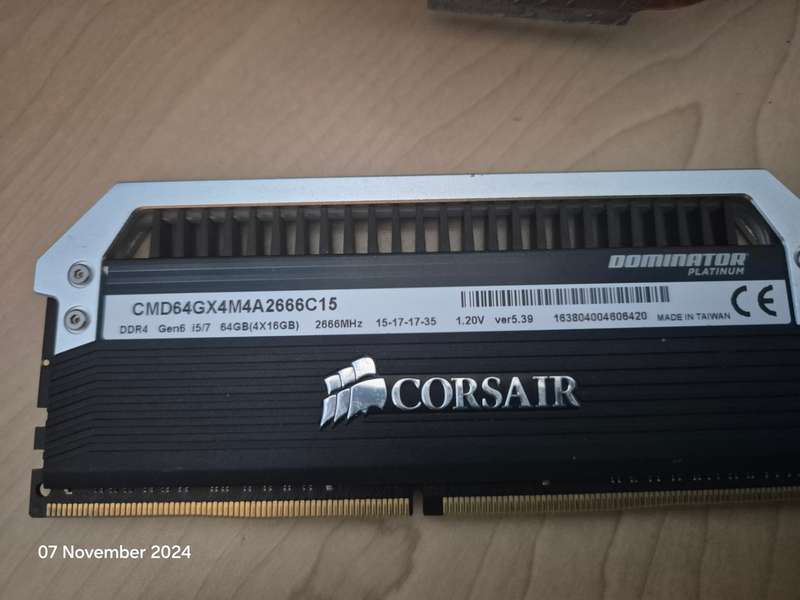 DOMINATOR
PLATINUM
CMD64GX4M4A2666C15
DDR4 Gen6 i5/7 64GB(4X16GB) 2666MHz 15-17-17-35 1.20V ver5.39 163804004606420 MADE IN TAIWAN CE
CORSAIR
07 November 2024